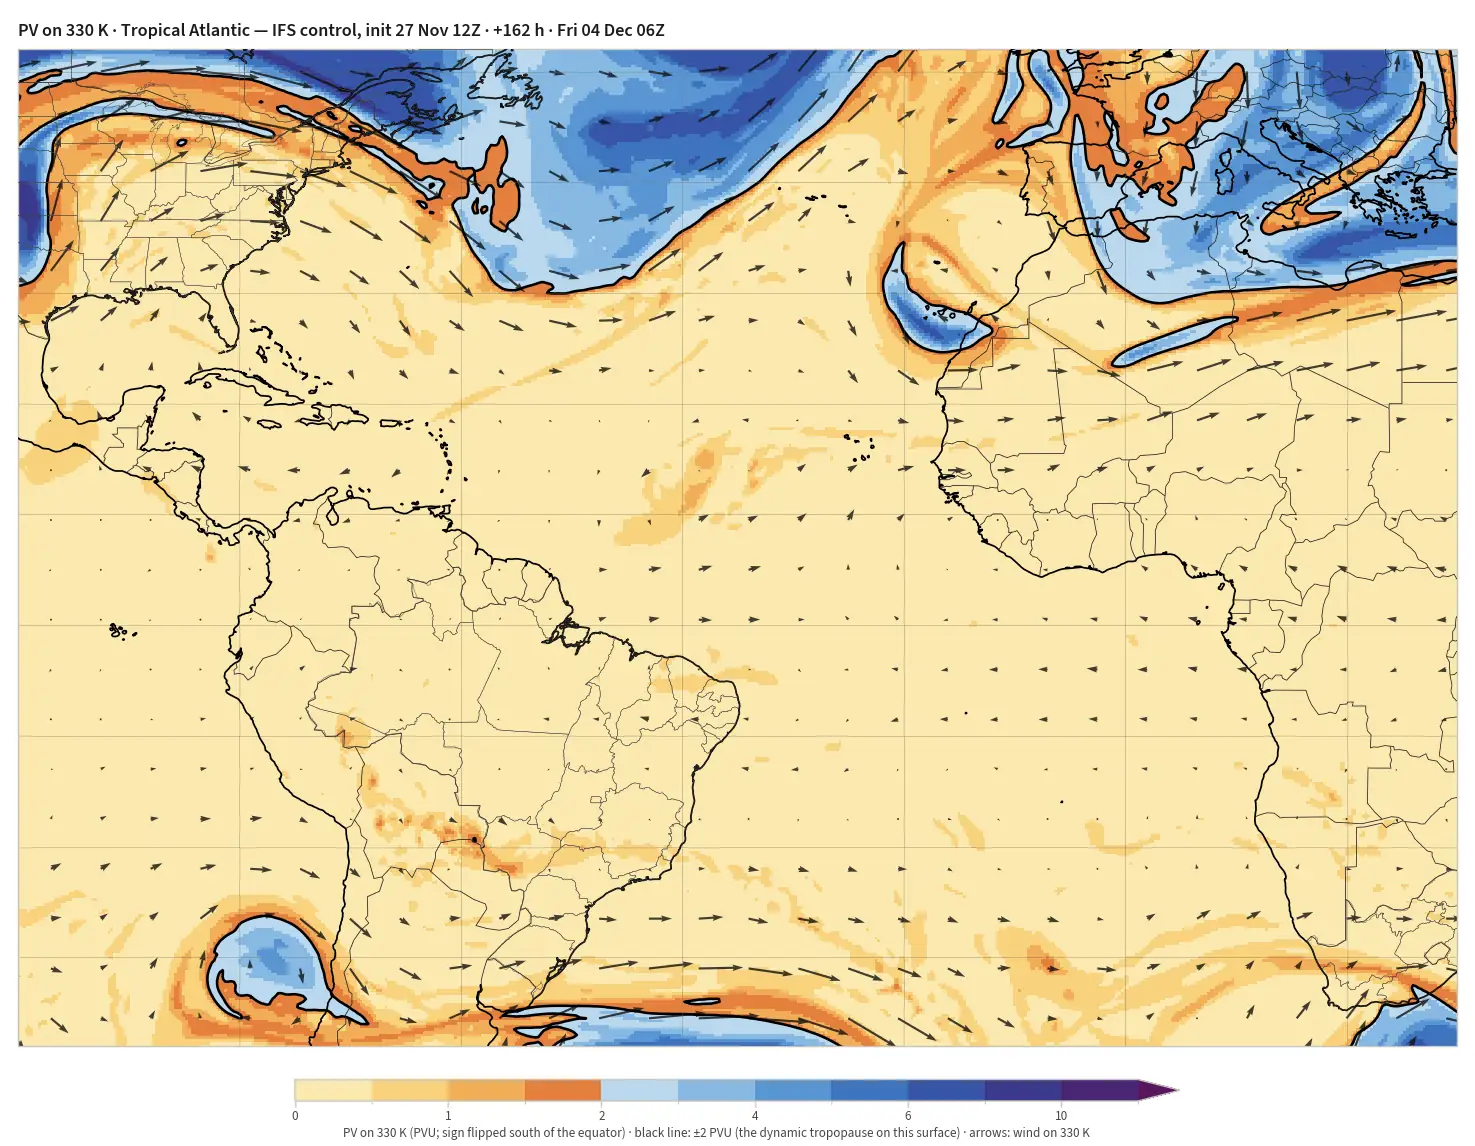 PV on 330 K · Tropical Atlantic — IFS control, init 27 Nov 12Z · +162 h · Fri 04 Dec 06Z
0 1 2 4 6 10
PV on 330 K (PVU; sign flipped south of the equator) · black line: ±2 PVU (the dynamic tropopause on this surface) · arrows: wind on 330 K